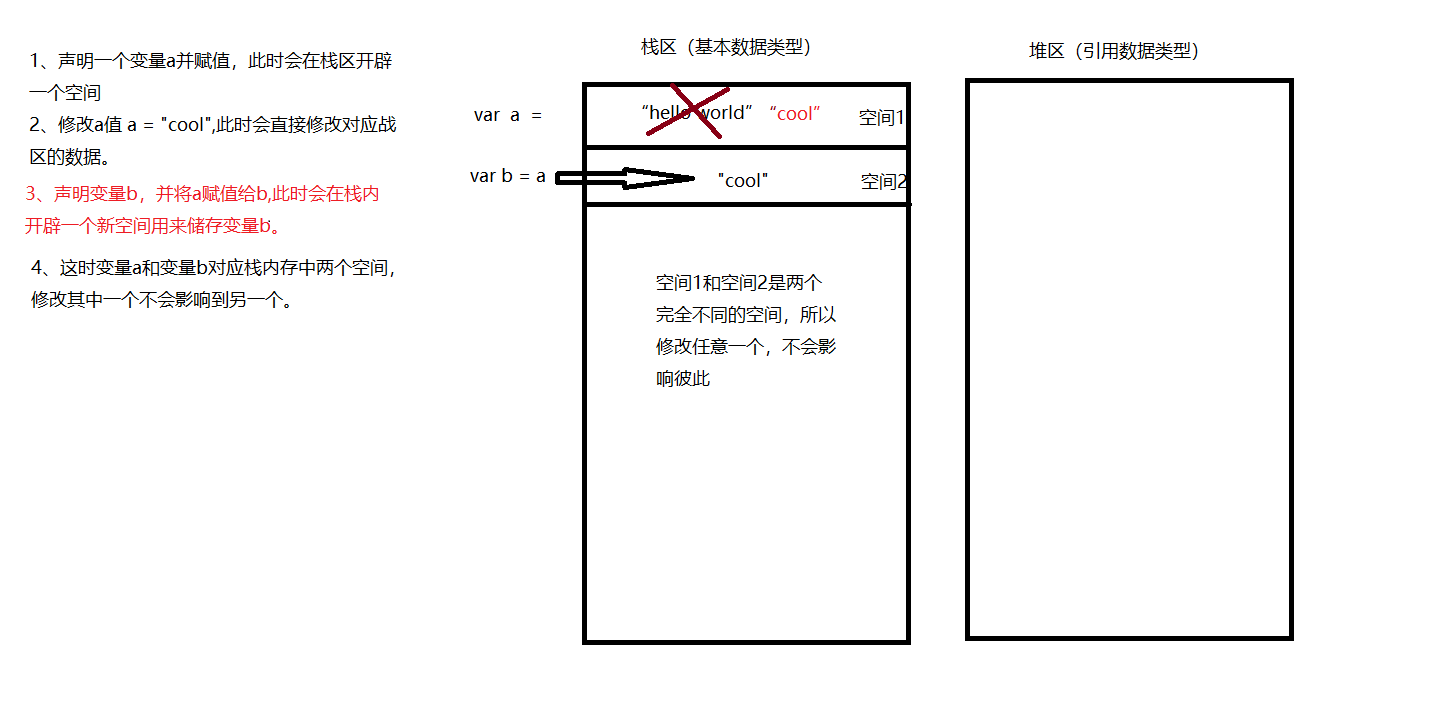 1、声明一个变量a并赋值，此时会在栈区开辟
一个空间
2、修改a值 a = "cool",此时会直接修改对应战
区的数据。
3、声明变量b，并将a赋值给b,此时会在栈内
开辟一个新空间用来储存变量b。
4、这时变量a和变量b对应栈内存中两个空间，
修改其中一个不会影响到另一个。
栈区（基本数据类型）
var a =
“hello world” “cool” 空间1
var b = a
"cool" 空间2
空间1和空间2是两个
完全不同的空间，所以
修改任意一个，不会影
响彼此
堆区（引用数据类型）